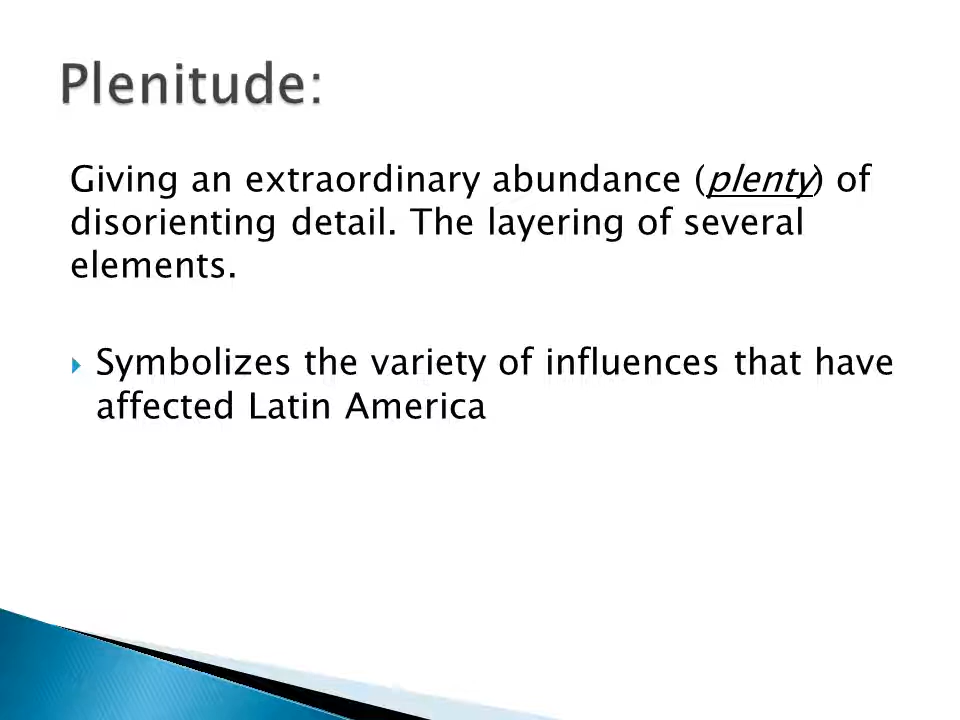 Plenitude:
Giving an extraordinary abundance (plenty) of
disorienting detail. The layering of several
elements.
Symbolizes the variety of influences that have
affected Latin America